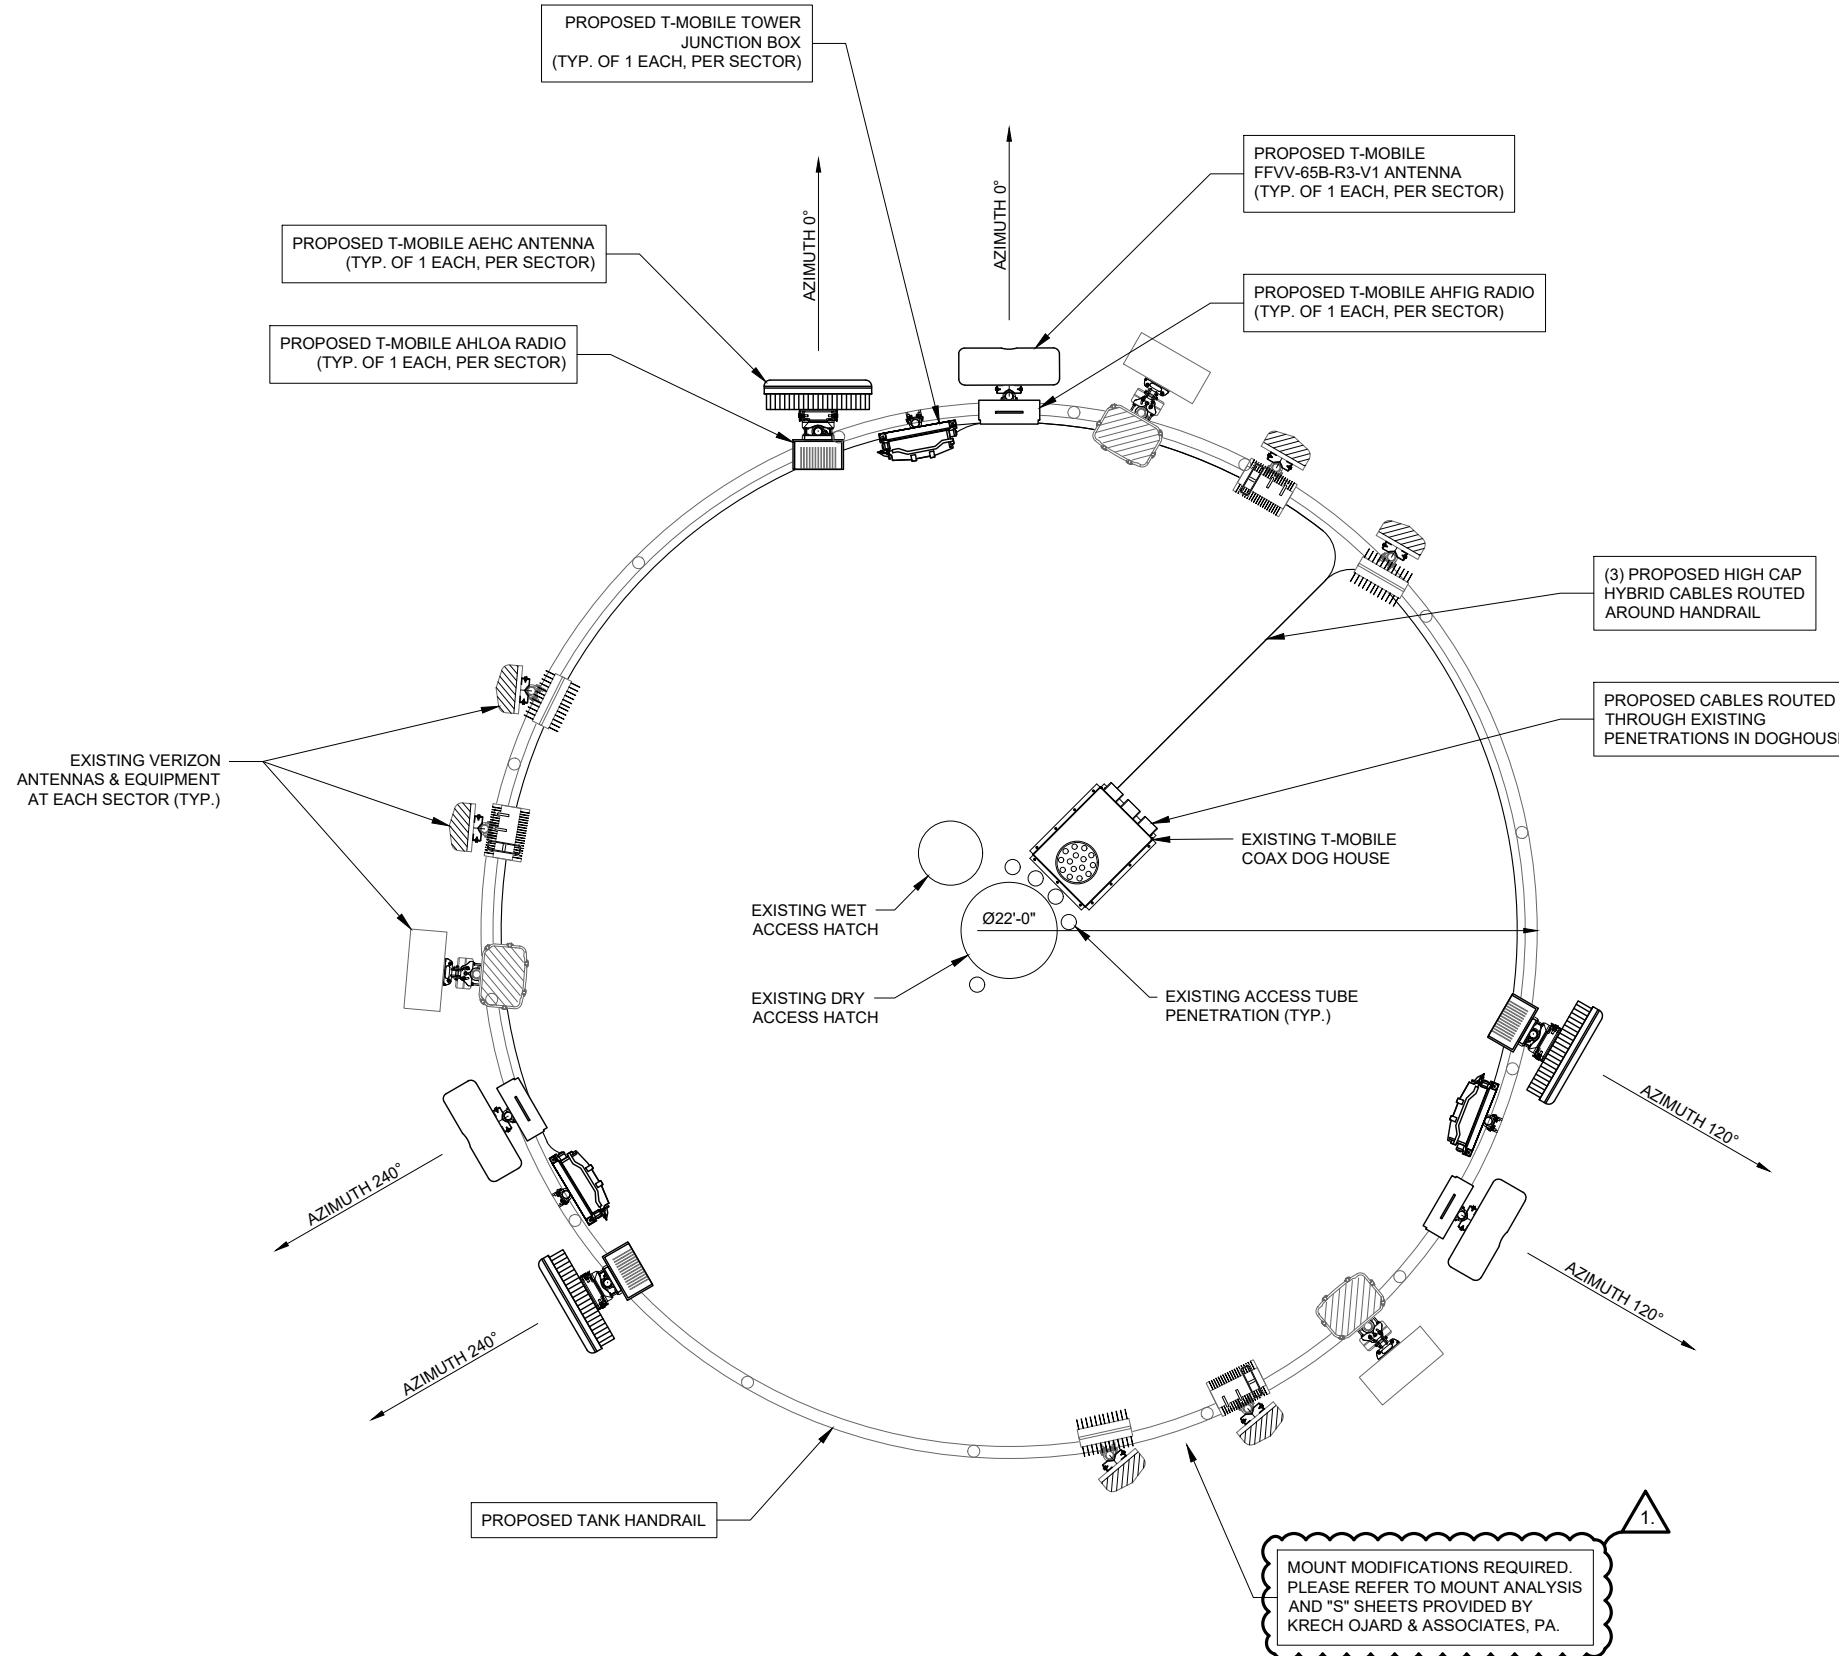 PROPOSED T-MOBILE TOWER
JUNCTION BOX
(TYP. OF 1 EACH, PER SECTOR)
PROPOSED T-MOBILE
FFVV-65B-R3-V1 ANTENNA
(TYP. OF 1 EACH, PER SECTOR)
AZIMUTH 0°
AZIMUTH 0°
PROPOSED T-MOBILE AEHC ANTENNA
(TYP. OF 1 EACH, PER SECTOR)
PROPOSED T-MOBILE AHFIG RADIO
(TYP. OF 1 EACH, PER SECTOR)
PROPOSED T-MOBILE AHLOA RADIO
(TYP. OF 1 EACH, PER SECTOR)
(3) PROPOSED HIGH CAP
HYBRID CABLES ROUTED
AROUND HANDRAIL
PROPOSED CABLES ROUTED
THROUGH EXISTING
PENETRATIONS IN DOGHOUSE
EXISTING VERIZON
ANTENNAS & EQUIPMENT
AT EACH SECTOR (TYP.)
EXISTING T-MOBILE
COAX DOG HOUSE
EXISTING WET
ACCESS HATCH
Ø22'-0"
EXISTING DRY
ACCESS HATCH
EXISTING ACCESS TUBE
PENETRATION (TYP.)
AZIMUTH 120°
AZIMUTH 240°
AZIMUTH 120°
AZIMUTH 240°
PROPOSED TANK HANDRAIL
1.
MOUNT MODIFICATIONS REQUIRED.
PLEASE REFER TO MOUNT ANALYSIS
AND "S" SHEETS PROVIDED BY
KRECH OJARD & ASSOCIATES, PA.